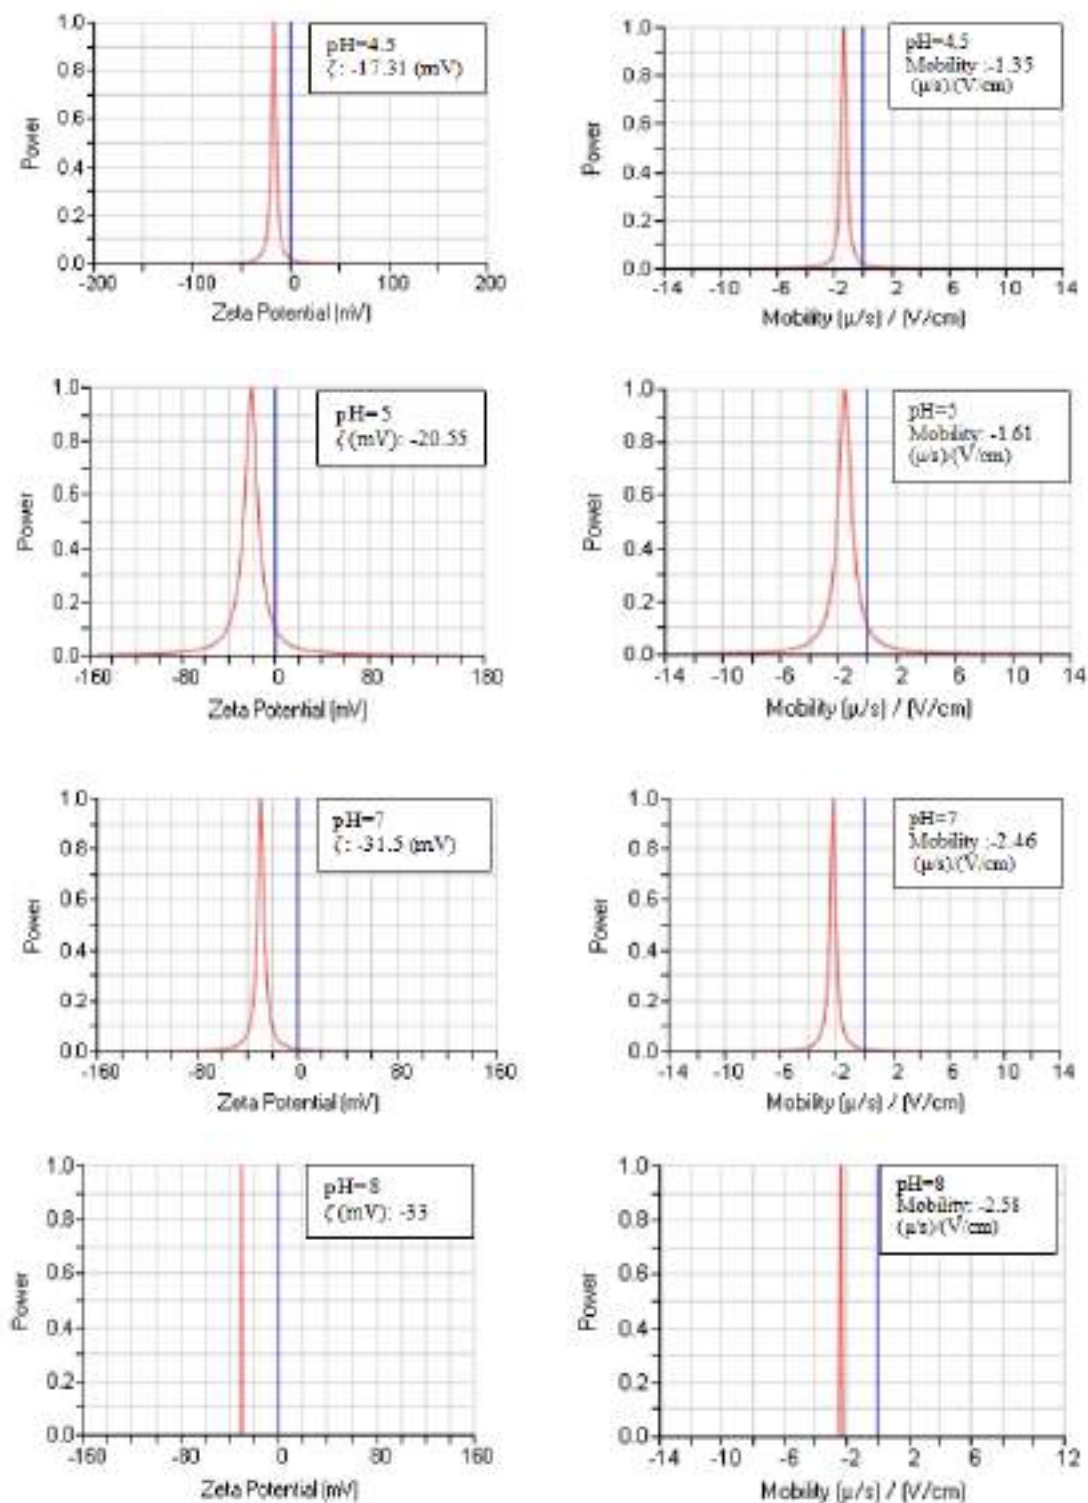 1.0
0.8
0.6
0.4
0.2
0.0
Power
-200
-100
0
100
200
Zeta Potential (mV)
pH=4.5
ζ: -17.31 (mV)
1.0
0.8
0.6
0.4
0.2
0.0
Power
-14
-10
-6
-2
2
6
10
14
Mobility (µ/s) / (V/cm)
pH=4.5
Mobility :-1.35
(µ/s)/(V/cm)
1.0
0.8
0.6
0.4
0.2
0.0
Power
-160
-80
0
80
160
Zeta Potential (mV)
pH=5
ζ(mV): -20.55
1.0
0.8
0.6
0.4
0.2
0.0
Power
-14
-10
-6
-2
2
6
10
14
Mobility (µ/s) / (V/cm)
pH=5
Mobility: -1.61
(µ/s)/(V/cm)
1.0
0.8
0.6
0.4
0.2
0.0
Power
-160
-80
0
80
160
Zeta Potential (mV)
pH=7
ζ: -31.5 (mV)
1.0
0.8
0.6
0.4
0.2
0.0
Power
-14
-10
-6
-2
2
6
10
14
Mobility (µ/s) / (V/cm)
pH=7
Mobility :-2.46
(µ/s)/(V/cm)
1.0
0.8
0.6
0.4
0.2
0.0
Power
-160
-80
0
80
160
Zeta Potential (mV)
pH=8
ζ(mV): -33
1.0
0.8
0.6
0.4
0.2
0.0
Power
-14
-10
-6
-2
2
6
12
Mobility (µ/s) / (V/cm)
pH=8
Mobility: -2.58
(µ/s)/(V/cm)